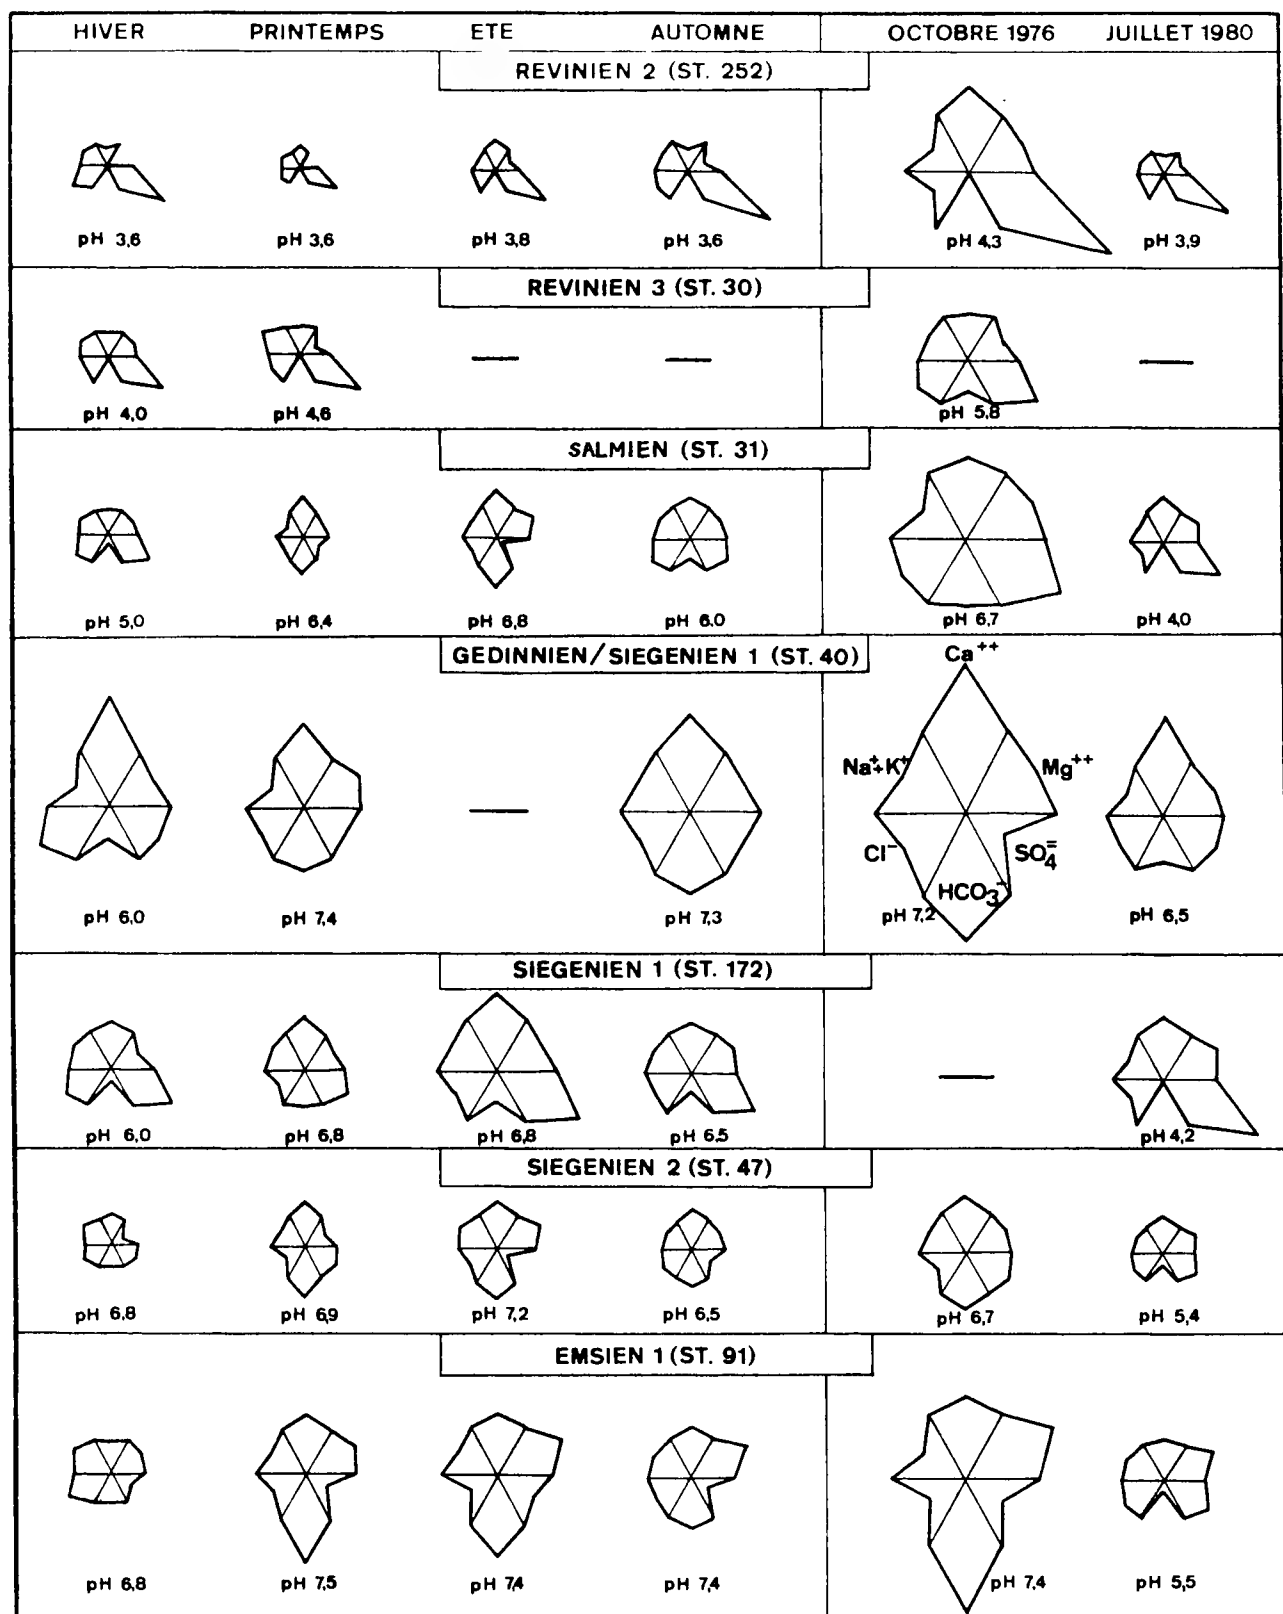 HIVER PRINTEMPS ETE AUTOMNE OCTOBRE 1976 JUILLET 1980
REVINIEN 2 (ST. 252)
pH 3,6 pH 3,6 pH 3,8 pH 3,6 pH 4,3 pH 3,9
REVINIEN 3 (ST. 30)
pH 4,0 pH 4,6 pH 5,8
SALMIEN (ST. 31)
pH 5,0 pH 6,4 pH 6,8 pH 6,0 pH 6,7 pH 4,0
GEDINNIEN/SIEGENIEN 1 (ST. 40)
Ca++
Na++K+ Mg++
Cl− SO4=
HCO3−
pH 6,0 pH 7,4 pH 7,3 pH 7,2 pH 6,5
SIEGENIEN 1 (ST. 172)
pH 6,0 pH 6,8 pH 6,8 pH 6,5 pH 4,2
SIEGENIEN 2 (ST. 47)
pH 6,8 pH 6,9 pH 7,2 pH 6,5 pH 6,7 pH 5,4
EMSIEN 1 (ST. 91)
pH 6,8 pH 7,5 pH 7,4 pH 7,4 pH 7,4 pH 5,5